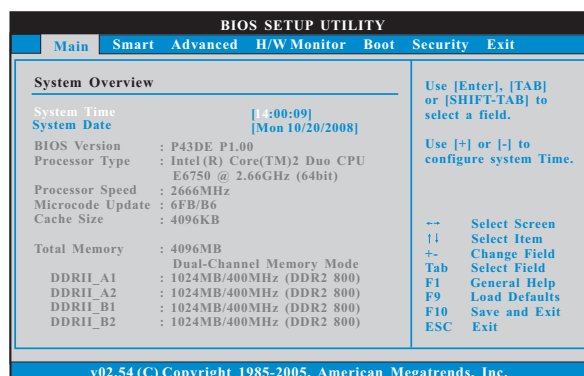 BIOS SETUP UTILITY
Main Smart Advanced H/W Monitor Boot Security Exit
System Overview
System Time [14:00:09]
System Date [Mon 10/20/2008]
BIOS Version : P43DE P1.00
Processor Type : Intel (R) Core(TM)2 Duo CPU
E6750 @ 2.66GHz (64bit)
Processor Speed : 2666MHz
Microcode Update : 6FB/B6
Cache Size : 4096KB
Total Memory : 4096MB
Dual-Channel Memory Mode
DDRII_A1 : 1024MB/400MHz (DDR2 800)
DDRII_A2 : 1024MB/400MHz (DDR2 800)
DDRII_B1 : 1024MB/400MHz (DDR2 800)
DDRII_B2 : 1024MB/400MHz (DDR2 800)
Use [Enter], [TAB]
or [SHIFT-TAB] to
select a field.
Use [+] or [-] to
configure system Time.
←→ Select Screen
↑↓ Select Item
+- Change Field
Tab Select Field
F1 General Help
F9 Load Defaults
F10 Save and Exit
ESC Exit
v02.54 (C) Copyright 1985-2005, American Megatrends, Inc.